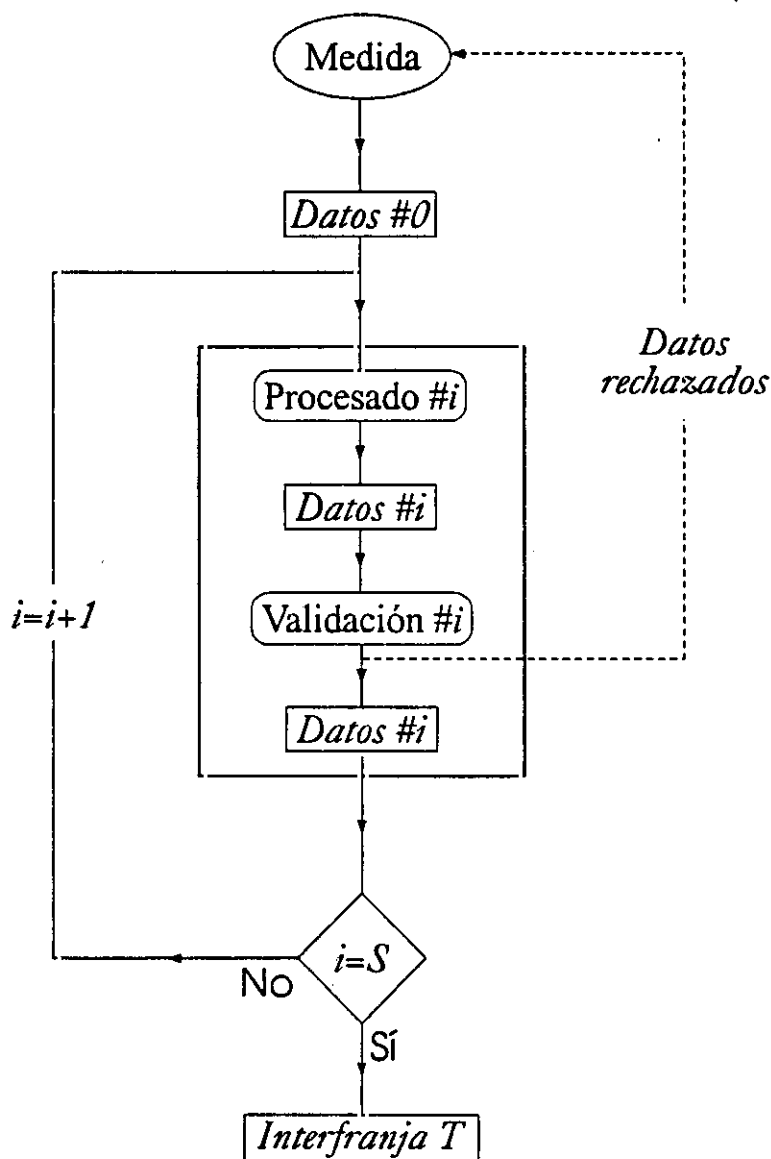 Medida
Datos #0
Datos
rechazados
Procesado #i
Datos #i
i=i+1
Validación #i
Datos #i
i=S
No
Sí
Interfranja T